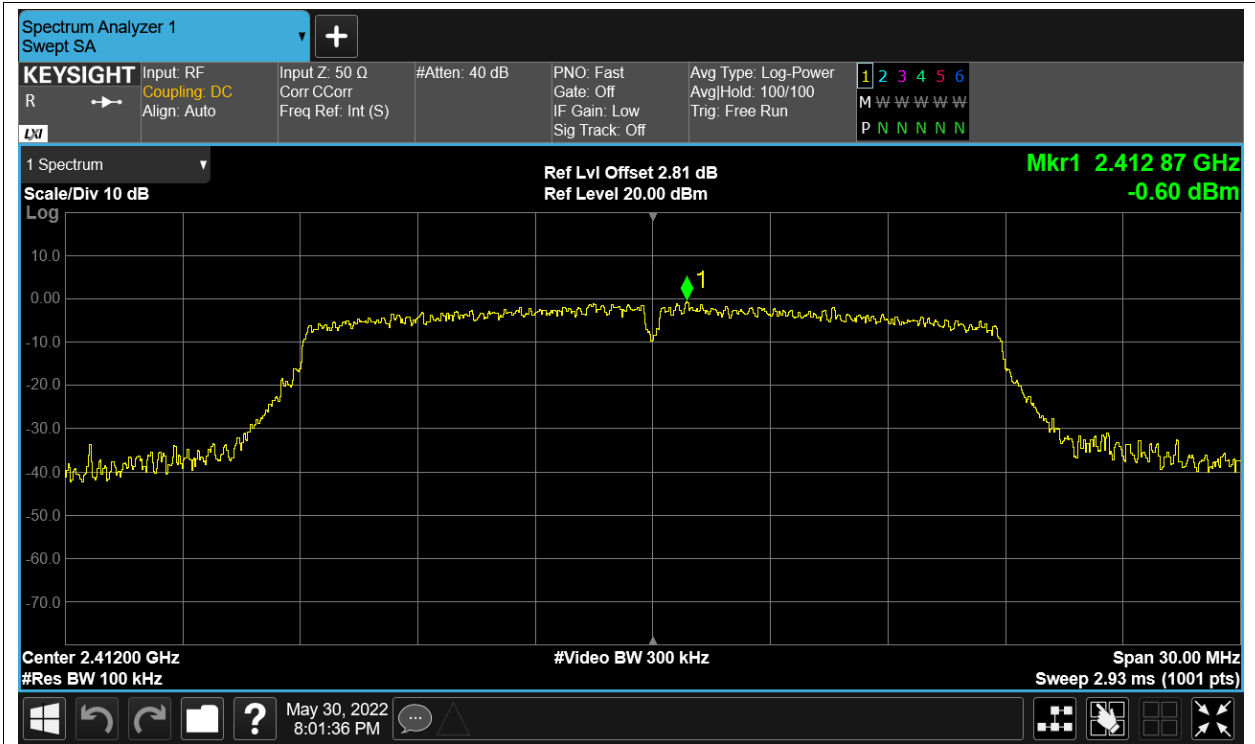 Spectrum Analyzer 1
Swept SA
KEYSIGHT
R
LXI
Input: RF
Coupling: DC
Align: Auto
Input Z: 50 Ω
Corr CCorr
Freq Ref: Int (S)
#Atten: 40 dB
PNO: Fast
Gate: Off
IF Gain: Low
Sig Track: Off
Avg Type: Log-Power
Avg|Hold: 100/100
Trig: Free Run
1 2 3 4 5 6
M W W W W W
P N N N N N
1 Spectrum
Scale/Div 10 dB
Ref Lvl Offset 2.81 dB
Ref Level 20.00 dBm
Mkr1 2.412 87 GHz
-0.60 dBm
Log
10.0
0.00
-10.0
-20.0
-30.0
-40.0
-50.0
-60.0
-70.0
1
Center 2.41200 GHz
#Video BW 300 kHz
Span 30.00 MHz
#Res BW 100 kHz
Sweep 2.93 ms (1001 pts)
?
May 30, 2022
8:01:36 PM